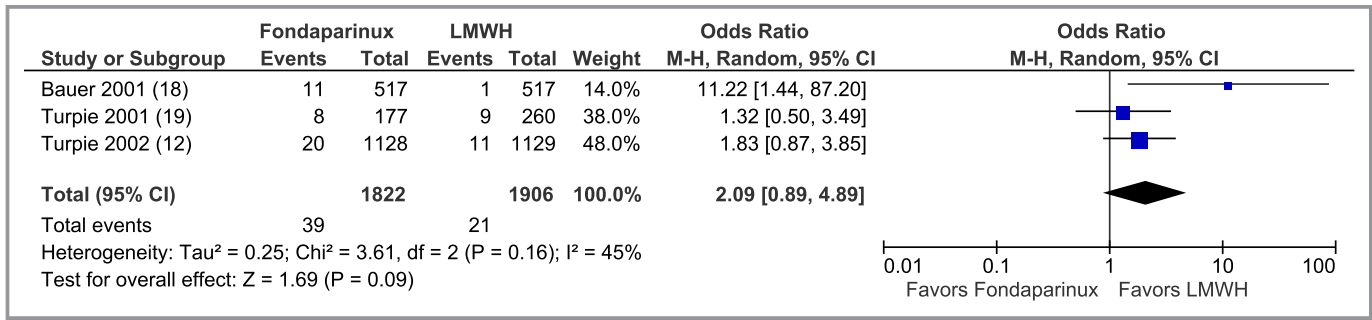 Fondaparinux LMWH Odds Ratio Odds Ratio
Study or Subgroup Events Total Events Total Weight M-H, Random, 95% CI M-H, Random, 95% CI
Bauer 2001 (18) 11 517 1 517 14.0% 11.22 [1.44, 87.20]
Turpie 2001 (19) 8 177 9 260 38.0% 1.32 [0.50, 3.49]
Turpie 2002 (12) 20 1128 11 1129 48.0% 1.83 [0.87, 3.85]
Total (95% CI) 1822 1906 100.0% 2.09 [0.89, 4.89]
Total events 39 21
Heterogeneity: Tau² = 0.25; Chi² = 3.61, df = 2 (P = 0.16); I² = 45%
Test for overall effect: Z = 1.69 (P = 0.09)
0.01 0.1 1 10 100
Favors Fondaparinux Favors LMWH